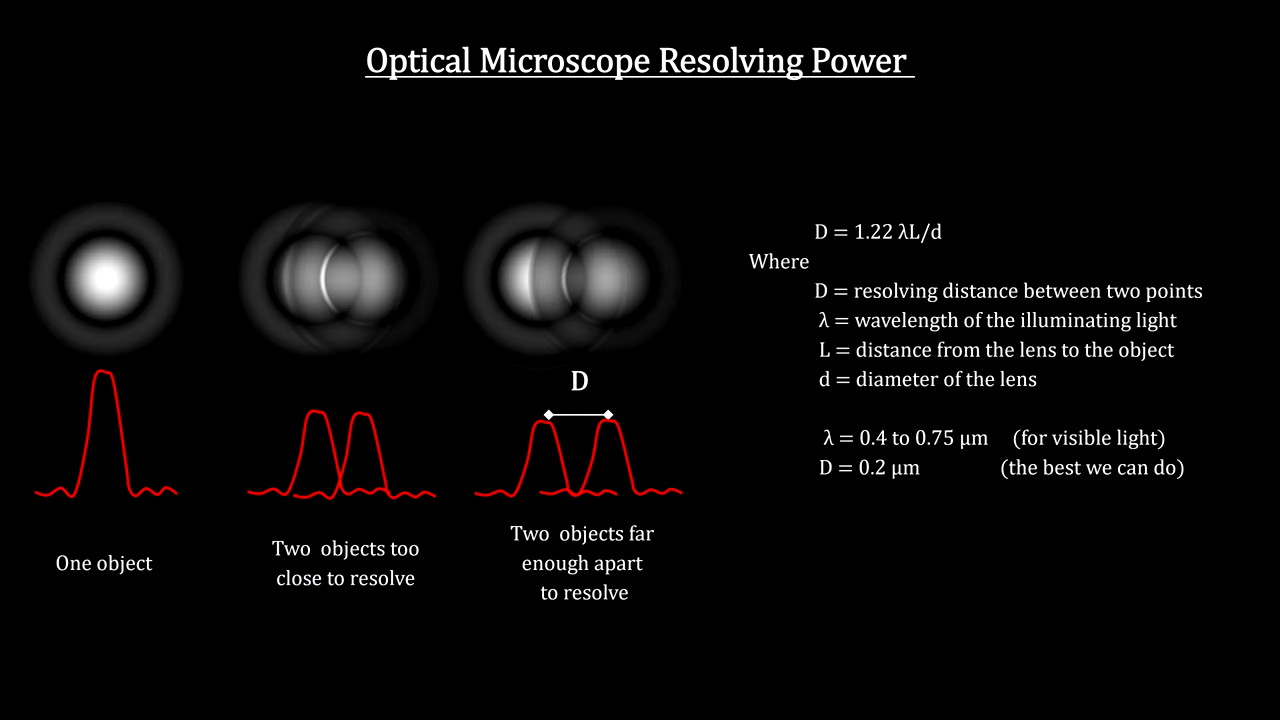 Optical Microscope Resolving Power
D = 1.22 λL/d
Where
D = resolving distance between two points
λ = wavelength of the illuminating light
L = distance from the lens to the object
d = diameter of the lens
λ = 0.4 to 0.75 μm (for visible light)
D = 0.2 μm (the best we can do)
D
One object
Two objects too
close to resolve
Two objects far
enough apart
to resolve